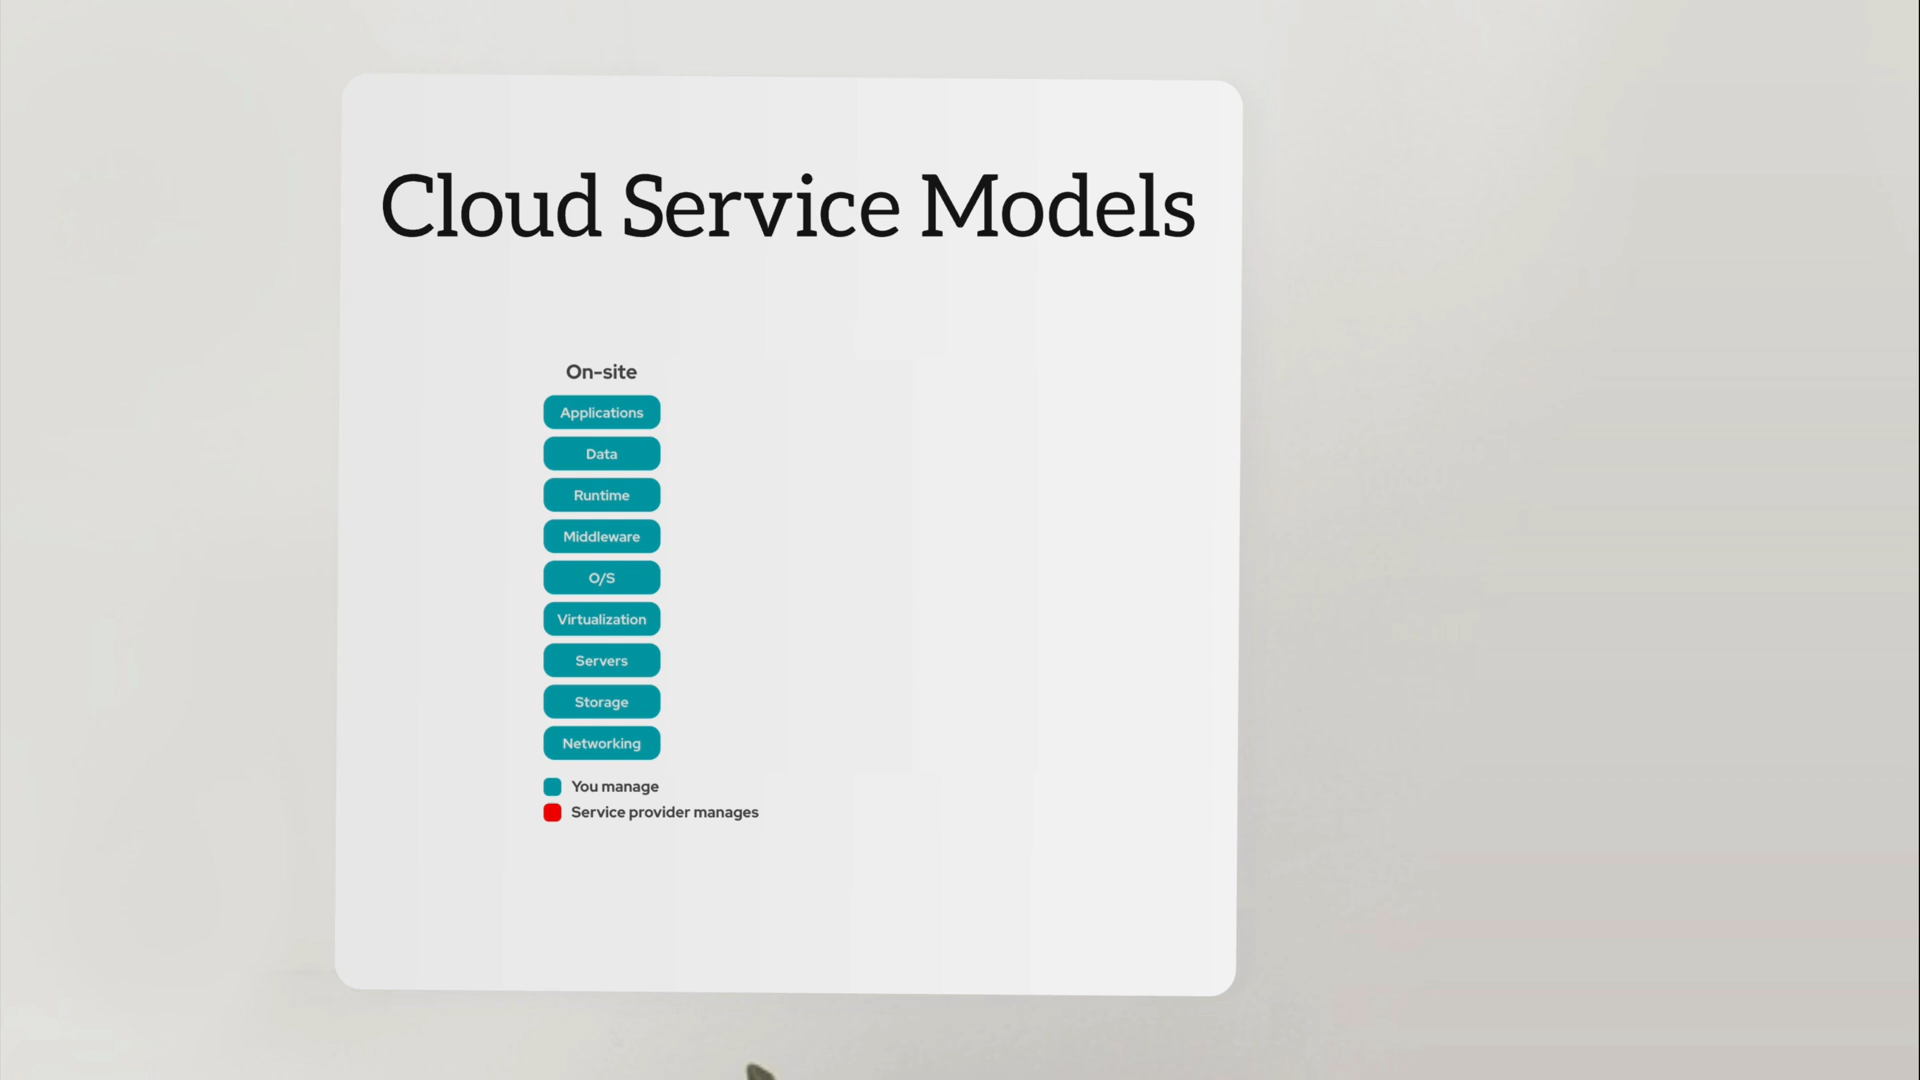 Cloud Service Models
On-site
Applications
Data
Runtime
Middleware
O/S
Virtualization
Servers
Storage
Networking
You manage
Service provider manages